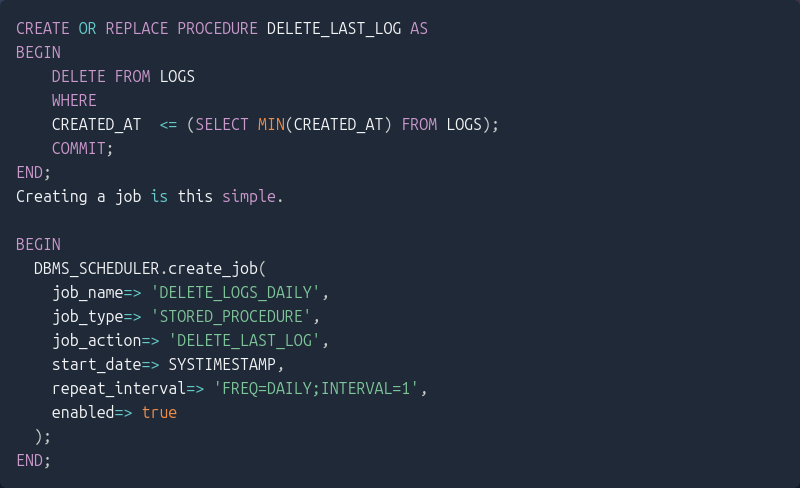 CREATE OR REPLACE PROCEDURE DELETE_LAST_LOG AS
BEGIN
    DELETE FROM LOGS
    WHERE
    CREATED_AT  <= (SELECT MIN(CREATED_AT) FROM LOGS);
    COMMIT;
END;
Creating a job is this simple.

BEGIN
  DBMS_SCHEDULER.create_job(
    job_name=> 'DELETE_LOGS_DAILY',
    job_type=> 'STORED_PROCEDURE',
    job_action=> 'DELETE_LAST_LOG',
    start_date=> SYSTIMESTAMP,
    repeat_interval=> 'FREQ=DAILY;INTERVAL=1',
    enabled=> true
  );
END;